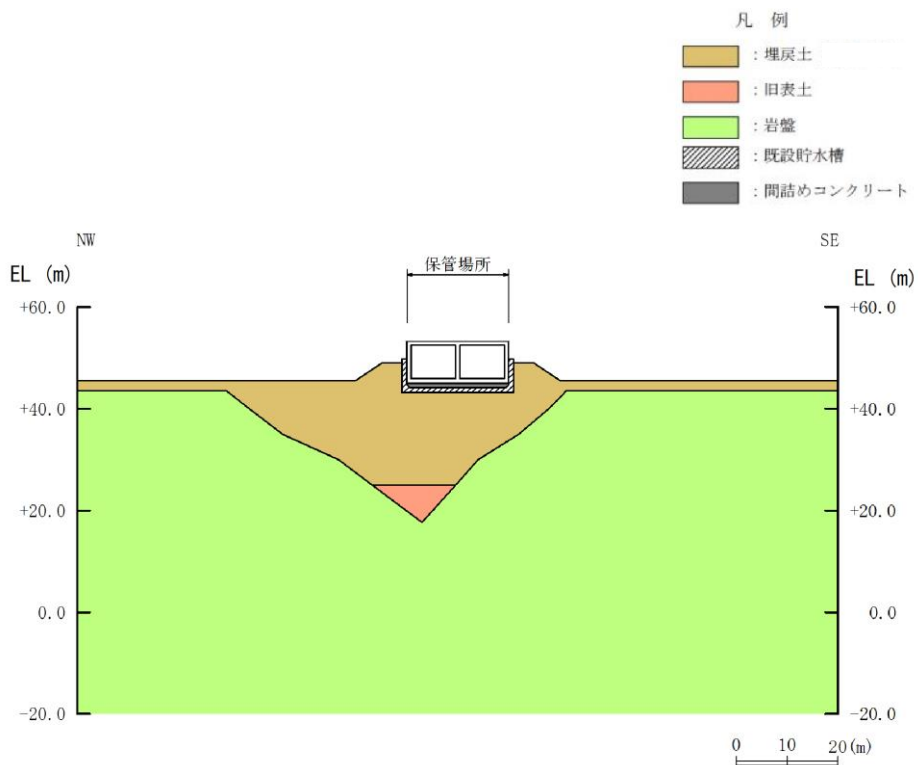 凡 例
：埋戻土
：旧表土
：岩盤
：既設貯水槽
：間詰めコンクリート
NW
SE
保管場所
EL (m)
EL (m)
+60.0
+60.0
+40.0
+40.0
+20.0
+20.0
0.0
0.0
-20.0
-20.0
0 10 20(m)